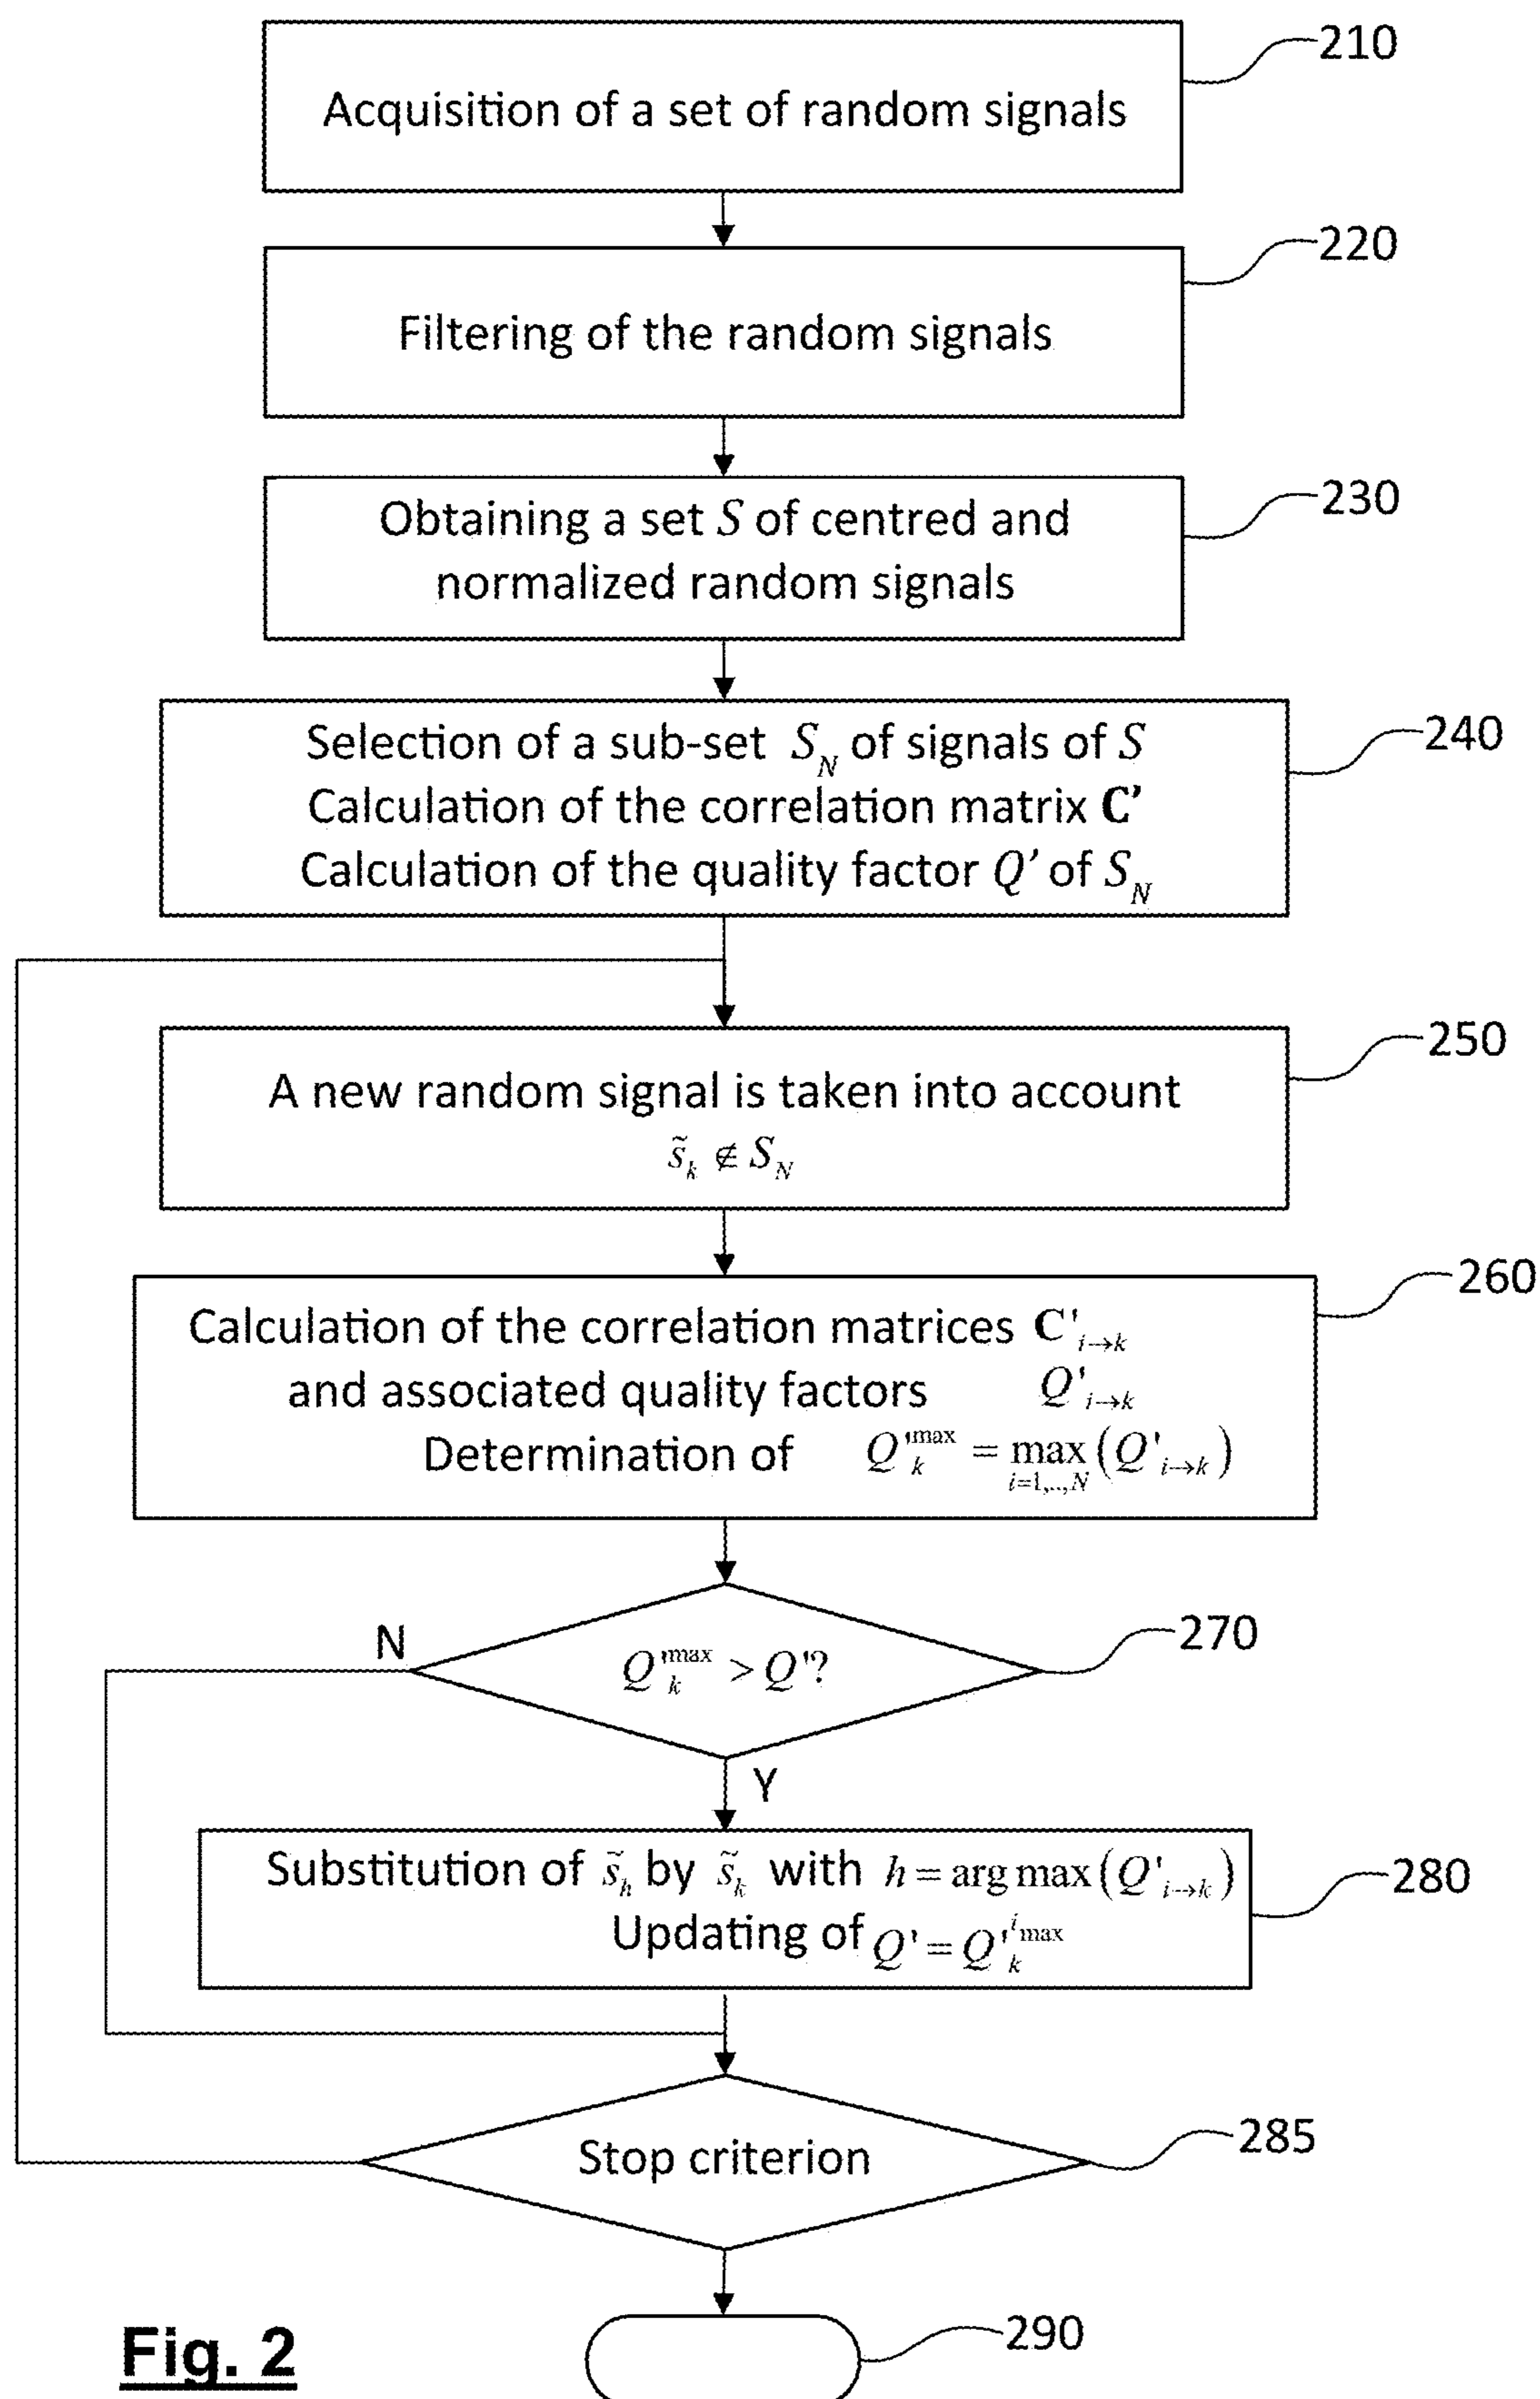 210
Acquisition of a set of random signals
220
Filtering of the random signals
230
Obtaining a set S of centred and
normalized random signals
240
Selection of a sub-set S_N of signals of S
Calculation of the correlation matrix C'
Calculation of the quality factor Q' of S_N
250
A new random signal is taken into account
s̃_k ∉ S_N
260
Calculation of the correlation matrices C'_{i→k}
and associated quality factors Q'_{i→k}
Determination of Q'^{max}_k = max_{i=1,..,N} (Q'_{i→k})
270
N
Q'^{max}_k > Q'?
Y
280
Substitution of s̃_h by s̃_k with h = arg max (Q'_{i→k})
Updating of Q' = Q'^{i_max}_k
285
Stop criterion
290
Fig. 2